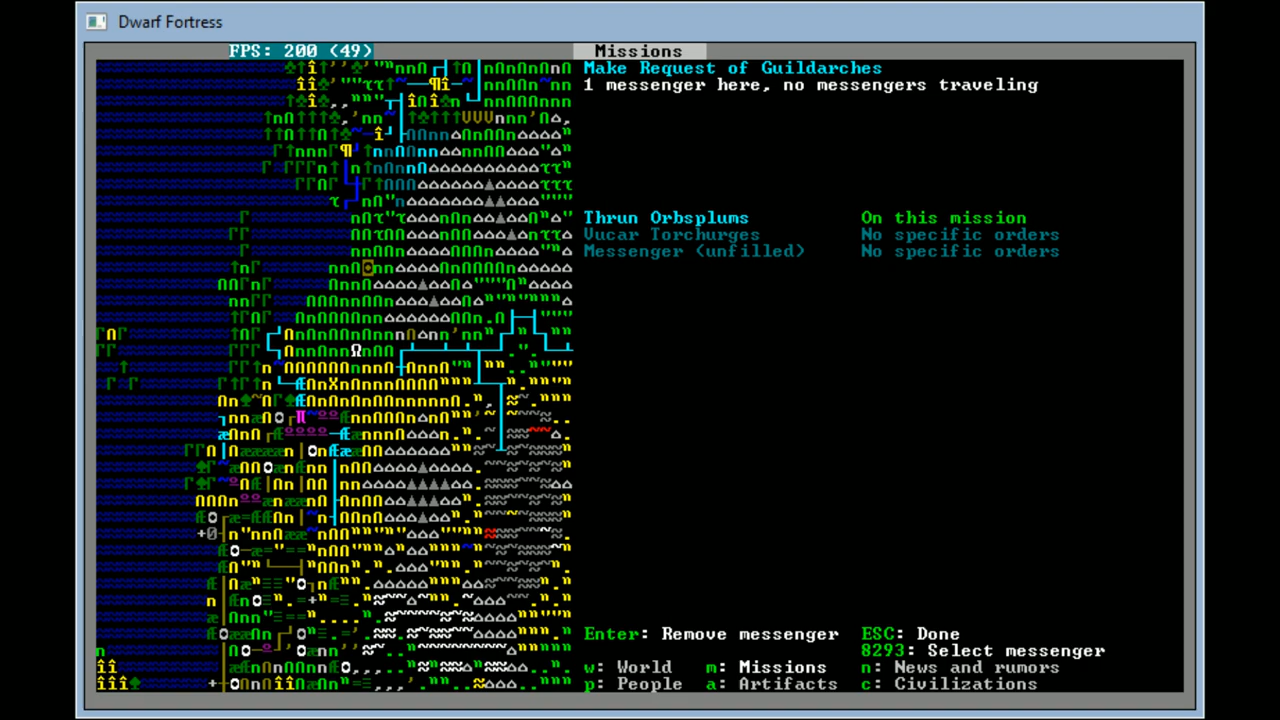 Dwarf Fortress
FPS: 200 (49)
Missions
Make Request of Guildarches
1 messenger here, no messengers traveling
Thrun Orbsplums On this mission
Vucar Torchurges No specific orders
Messenger (unfilled) No specific orders
Enter: Remove messenger ESC: Done
8293: Select messenger
w: World m: Missions n: News and rumors
p: People a: Artifacts c: Civilizations